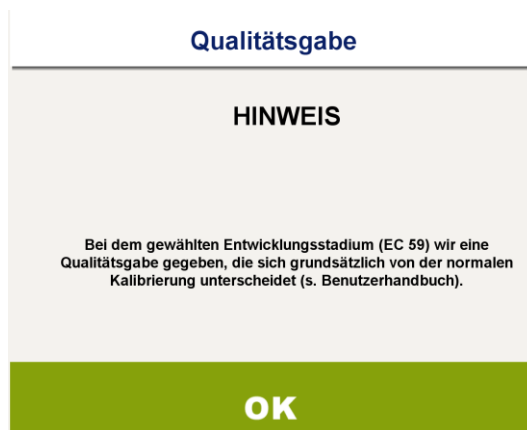 Qualitätsgabe
HINWEIS
Bei dem gewählten Entwicklungsstadium (EC 59) wir eine
Qualitätsgabe gegeben, die sich grundsätzlich von der normalen
Kalibrierung unterscheidet (s. Benutzerhandbuch).
OK